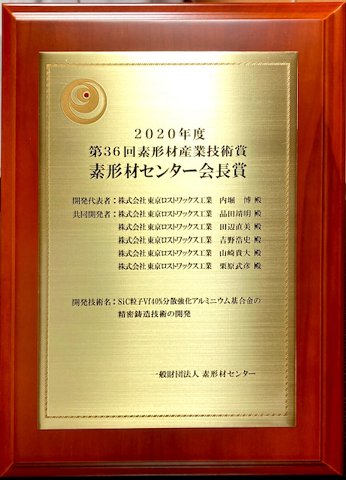 2020年度
第36回素形材産業技術賞
素形材センター会長賞
開発代表者：株式会社東京ロストワックス工業 内堀 博 殿
共同開発者：株式会社東京ロストワックス工業 品田靖明 殿
株式会社東京ロストワックス工業 田辺直美 殿
株式会社東京ロストワックス工業 吉野浩史 殿
株式会社東京ロストワックス工業 山崎貴大 殿
株式会社東京ロストワックス工業 栗原武彦 殿
開発技術名：SiC粒子Vf40%分散強化アルミニウム基合金の
精密鋳造技術の開発
一般財団法人 素形材センター